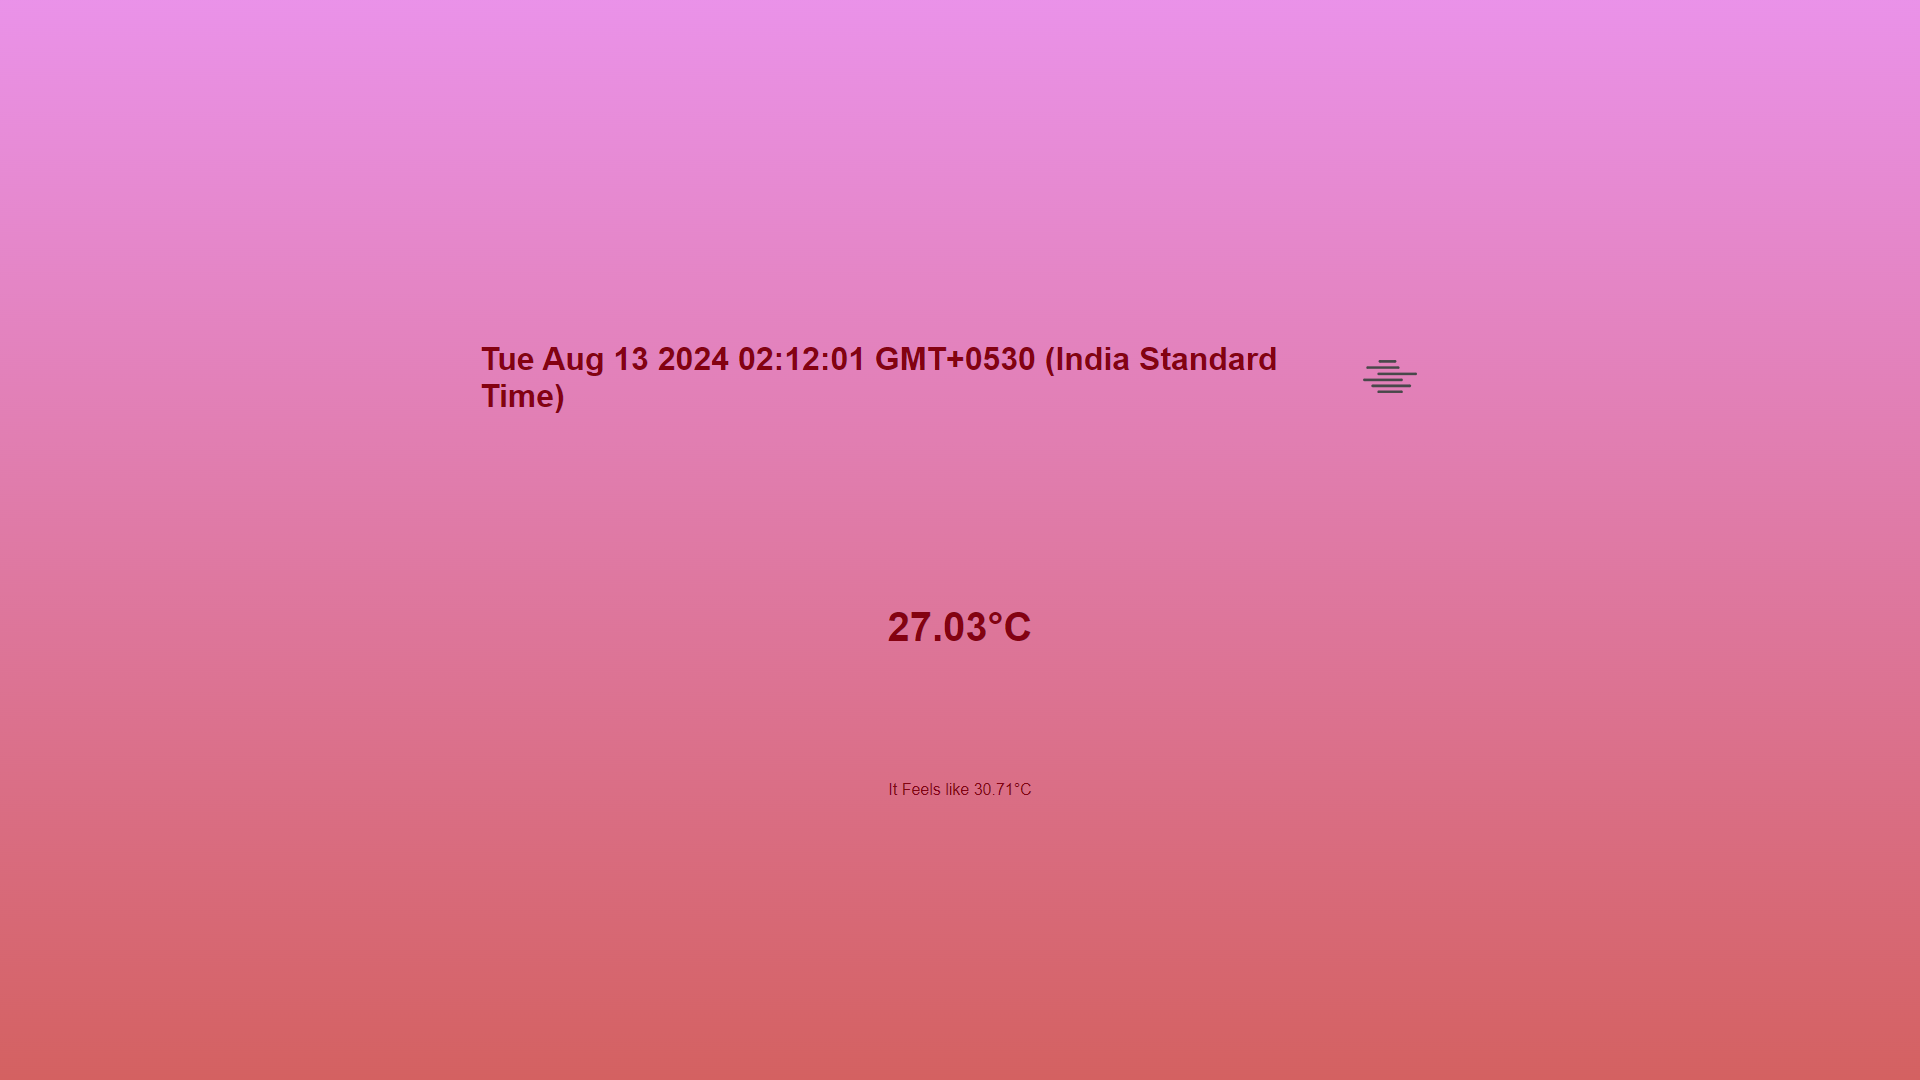 Tue Aug 13 2024 02:12:01 GMT+0530 (India Standard
Time)
27.03°C
It Feels like 30.71°C